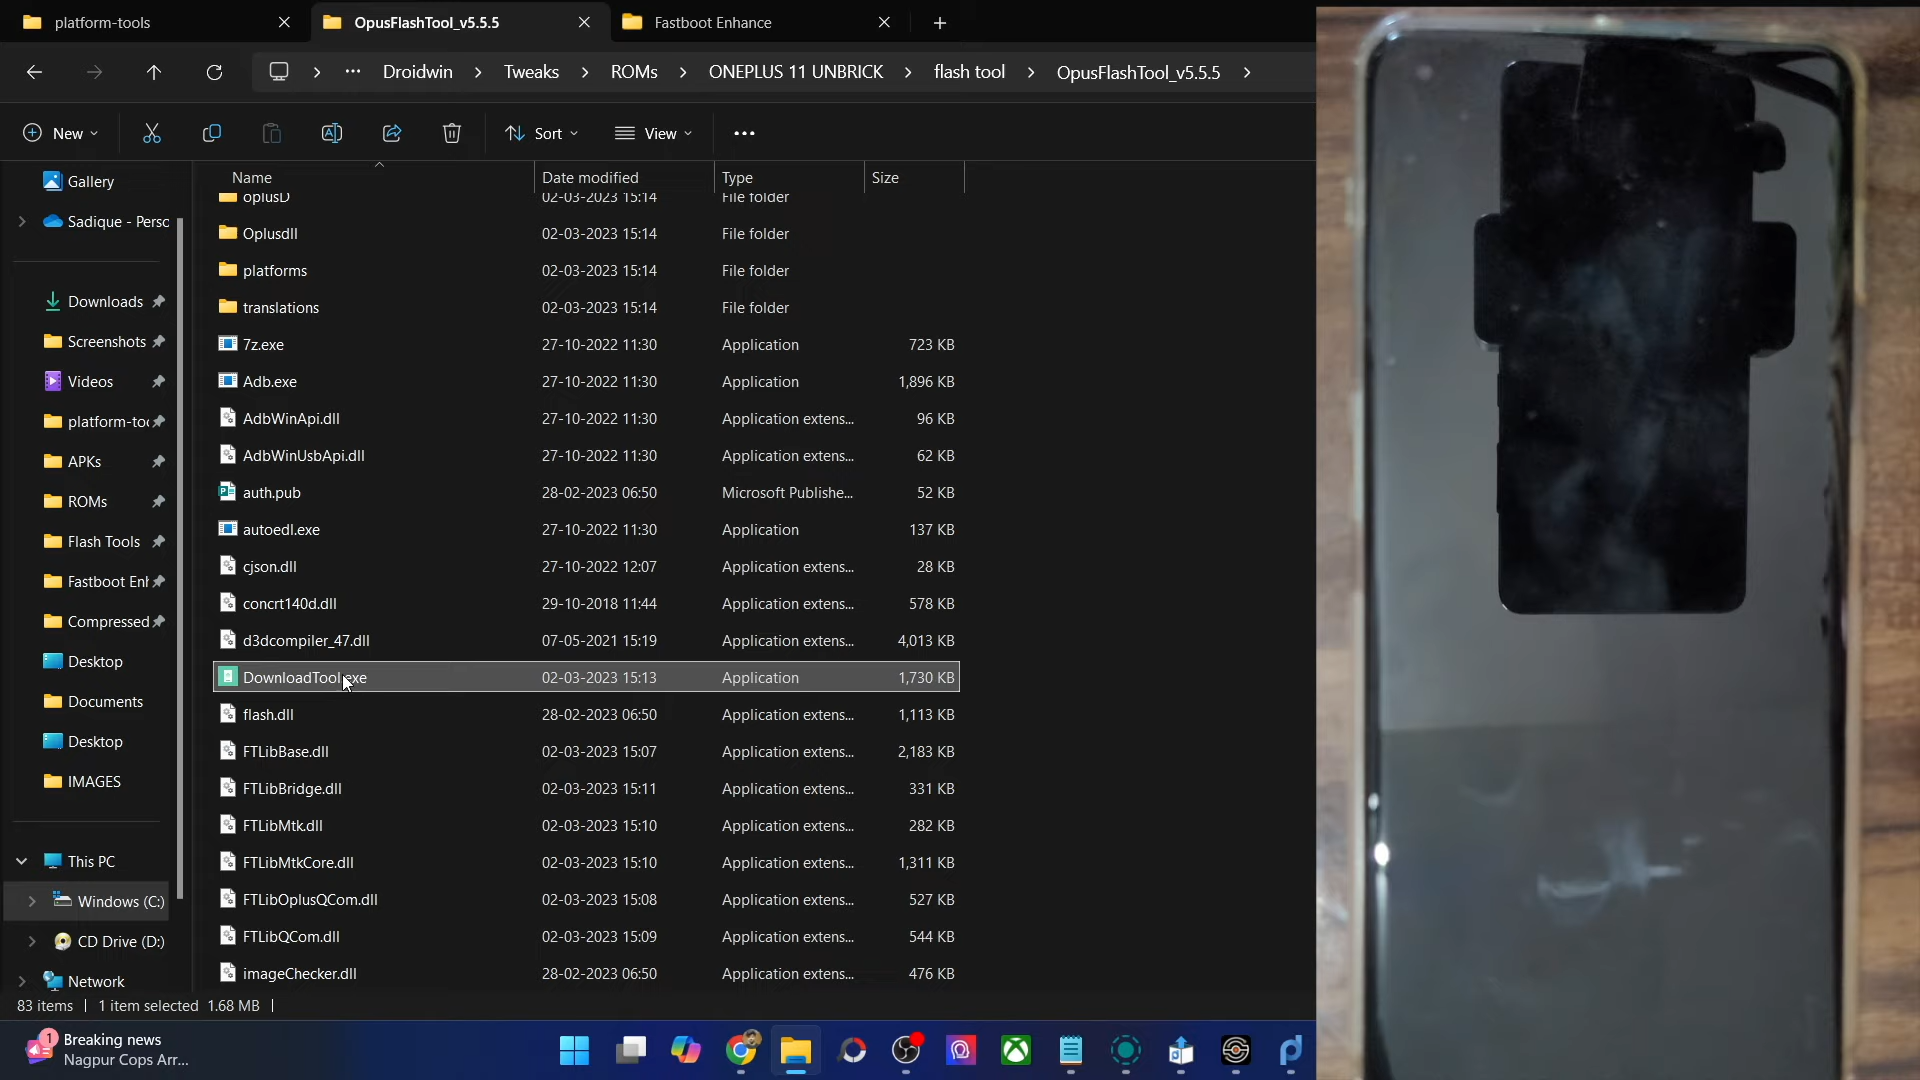 platform-tools
OpusFlashTool_v5.5.5
Fastboot Enhance
Droidwin
Tweaks
ROMs
ONEPLUS 11 UNBRICK
flash tool
OpusFlashTool_v5.5.5
New
Sort
View
Name
Date modified
Type
Size
Gallery
Sadique - Persc
Downloads
Screenshots
Videos
platform-toc
APKs
ROMs
Flash Tools
Fastboot Enh
Compressed
Desktop
Documents
Desktop
IMAGES
This PC
Windows (C:)
CD Drive (D:)
Network
oplusD 02-03-2023 15:14 File folder
Oplusdll 02-03-2023 15:14 File folder
platforms 02-03-2023 15:14 File folder
translations 02-03-2023 15:14 File folder
7z.exe 27-10-2022 11:30 Application 723 KB
Adb.exe 27-10-2022 11:30 Application 1,896 KB
AdbWinApi.dll 27-10-2022 11:30 Application extens... 96 KB
AdbWinUsbApi.dll 27-10-2022 11:30 Application extens... 62 KB
auth.pub 28-02-2023 06:50 Microsoft Publishe... 52 KB
autoedl.exe 27-10-2022 11:30 Application 137 KB
cjson.dll 27-10-2022 12:07 Application extens... 28 KB
concrt140d.dll 29-10-2018 11:44 Application extens... 578 KB
d3dcompiler_47.dll 07-05-2021 15:19 Application extens... 4,013 KB
DownloadTool.exe 02-03-2023 15:13 Application 1,730 KB
flash.dll 28-02-2023 06:50 Application extens... 1,113 KB
FTLibBase.dll 02-03-2023 15:07 Application extens... 2,183 KB
FTLibBridge.dll 02-03-2023 15:11 Application extens... 331 KB
FTLibMtk.dll 02-03-2023 15:10 Application extens... 282 KB
FTLibMtkCore.dll 02-03-2023 15:10 Application extens... 1,311 KB
FTLibOplusQCom.dll 02-03-2023 15:08 Application extens... 527 KB
FTLibQCom.dll 02-03-2023 15:09 Application extens... 544 KB
imageChecker.dll 28-02-2023 06:50 Application extens... 476 KB
83 items
1 item selected 1.68 MB
1
Breaking news
Nagpur Cops Arr...